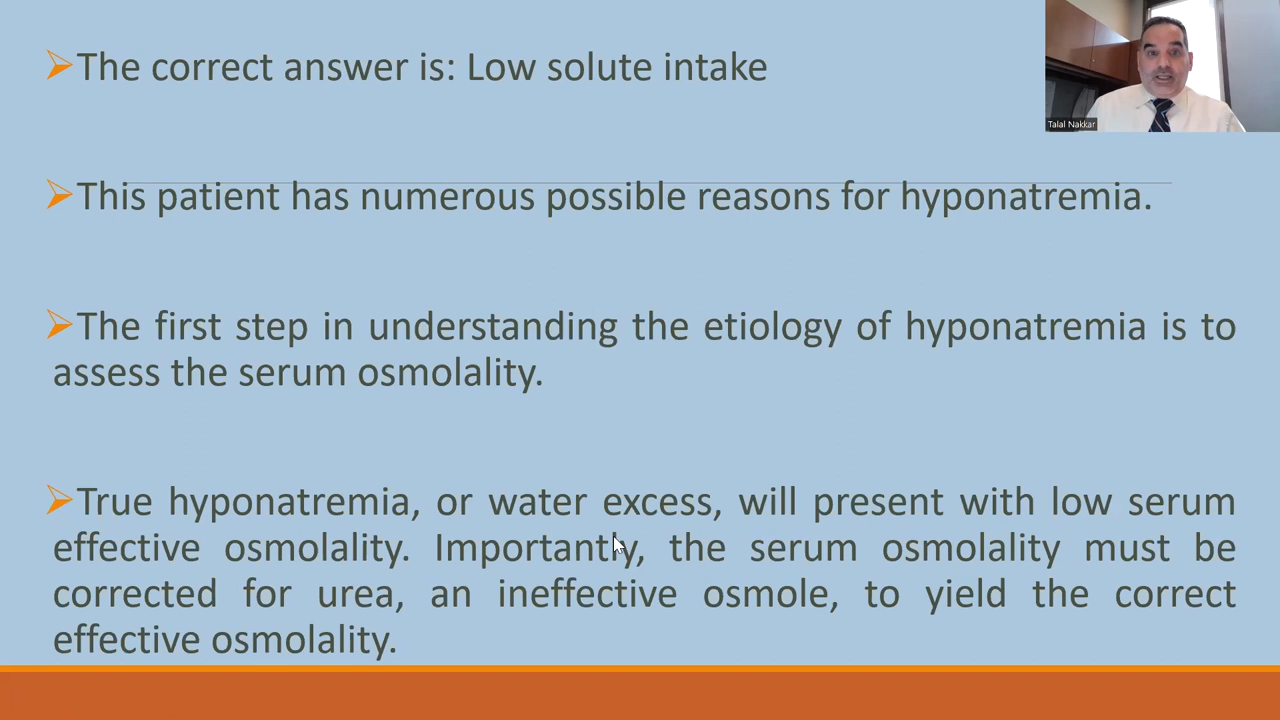 ➢The correct answer is: Low solute intake
Talal Nakkar
➢This patient has numerous possible reasons for hyponatremia.
➢The first step in understanding the etiology of hyponatremia is to
assess the serum osmolality.
➢True hyponatremia, or water excess, will present with low serum
effective osmolality. Importantly, the serum osmolality must be
corrected for urea, an ineffective osmole, to yield the correct
effective osmolality.